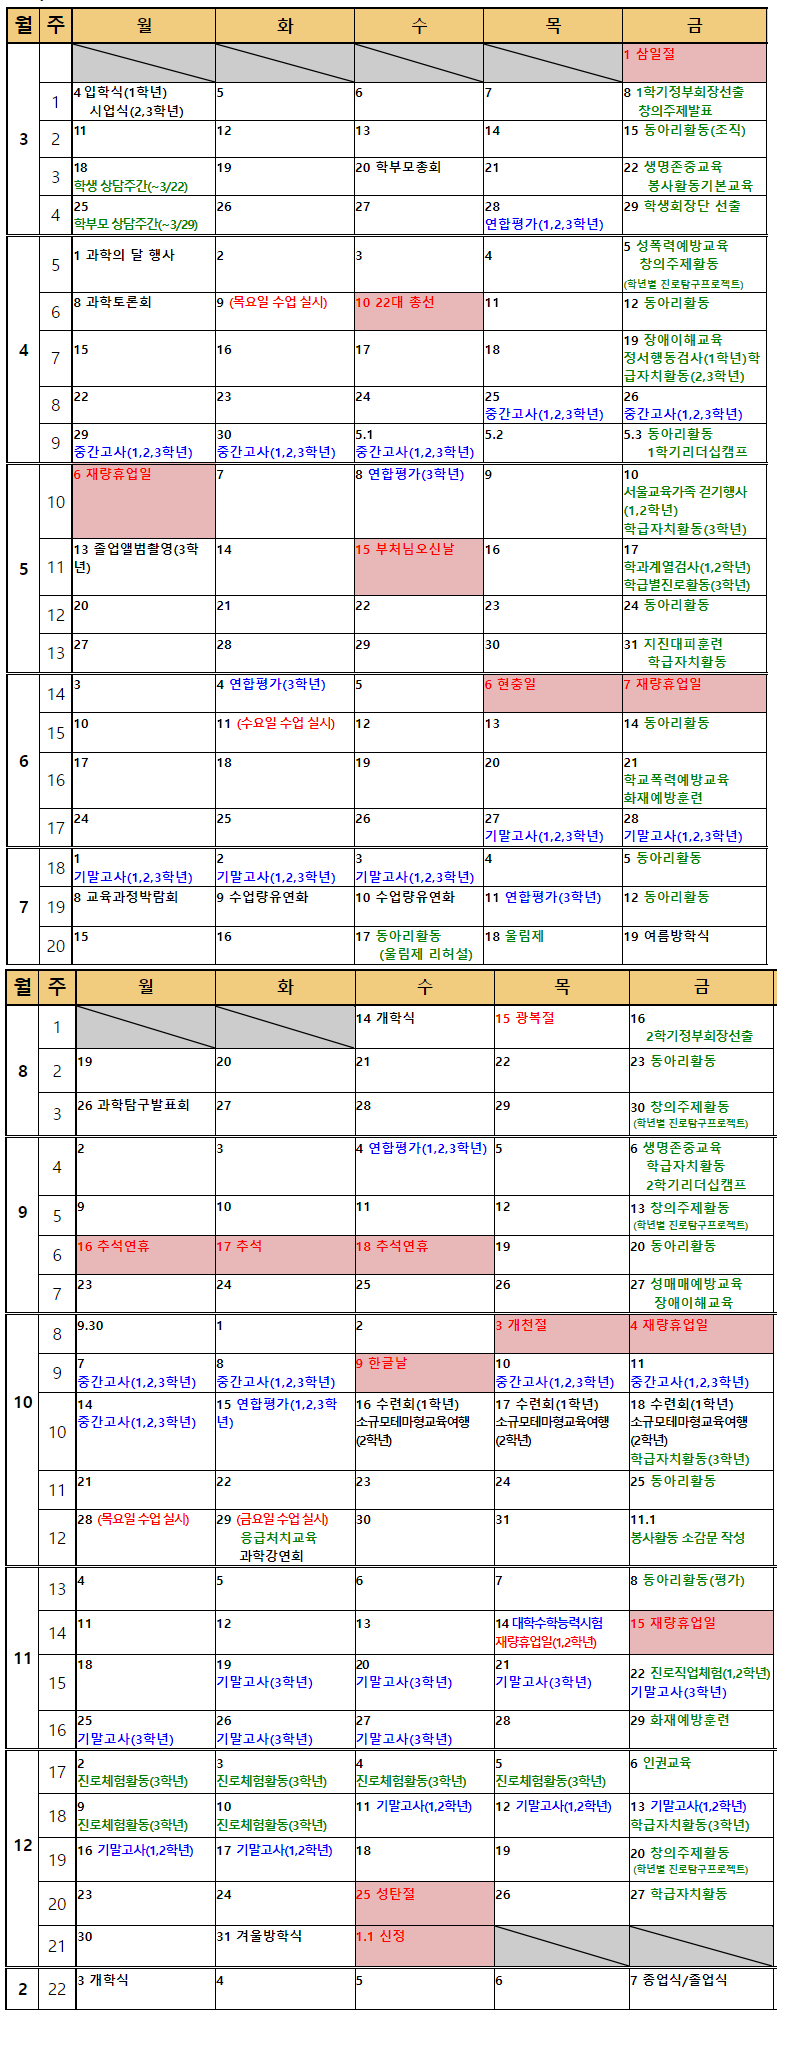 월 주 월 화 수 목 금
1 삼일절
3
1
4 입학식(1학년)
시업식(2,3학년)
5
6
7
8 1학기정부회장선출
창의주제발표
2
11
12
13
14
15 동아리활동(조직)
3
18
학생 상담주간(~3/22)
19
20 학부모총회
21
22 생명존중교육
봉사활동기본교육
4
25
학부모 상담주간(~3/29)
26
27
28
연합평가(1,2,3학년)
29 학생회장단 선출
4
5
1 과학의 달 행사
2
3
4
5 성폭력예방교육
창의주제활동
(학년별 진로탐구프로젝트)
6
8 과학토론회
9 (목요일 수업 실시)
10 22대 총선
11
12 동아리활동
7
15
16
17
18
19 장애이해교육
정서행동검사(1학년)학
급자치활동(2,3학년)
8
22
23
24
25
중간고사(1,2,3학년)
26
중간고사(1,2,3학년)
9
29
중간고사(1,2,3학년)
30
중간고사(1,2,3학년)
5.1
중간고사(1,2,3학년)
5.2
5.3 동아리활동
1학기리더십캠프
5
10
6 재량휴업일
7
8 연합평가(3학년)
9
10
서울교육가족 걷기행사
(1,2학년)
학급자치활동(3학년)
11
13 졸업앨범촬영(3학
년)
14
15 부처님오신날
16
17
학과계열검사(1,2학년)
학급별진로활동(3학년)
12
20
21
22
23
24 동아리활동
13
27
28
29
30
31 지진대피훈련
학급자치활동
6
14
3
4 연합평가(3학년)
5
6 현충일
7 재량휴업일
15
10
11 (수요일 수업 실시)
12
13
14 동아리활동
16
17
18
19
20
21
학교폭력예방교육
화재예방훈련
17
24
25
26
27
기말고사(1,2,3학년)
28
기말고사(1,2,3학년)
7
18
1
기말고사(1,2,3학년)
2
기말고사(1,2,3학년)
3
기말고사(1,2,3학년)
4
5 동아리활동
19
8 교육과정박람회
9 수업량유연화
10 수업량유연화
11 연합평가(3학년)
12 동아리활동
20
15
16
17 동아리활동
(울림제 리허설)
18 울림제
19 여름방학식
월 주 월 화 수 목 금
8
1
14 개학식
15 광복절
16
2학기정부회장선출
2
19
20
21
22
23 동아리활동
3
26 과학탐구발표회
27
28
29
30 창의주제활동
(학년별 진로탐구프로젝트)
9
4
2
3
4 연합평가(1,2,3학년)
5
6 생명존중교육
학급자치활동
2학기리더십캠프
5
9
10
11
12
13 창의주제활동
(학년별 진로탐구프로젝트)
6
16 추석연휴
17 추석
18 추석연휴
19
20 동아리활동
7
23
24
25
26
27 성매매예방교육
장애이해교육
10
8
9.30
1
2
3 개천절
4 재량휴업일
9
7
중간고사(1,2,3학년)
8
중간고사(1,2,3학년)
9 한글날
10
중간고사(1,2,3학년)
11
중간고사(1,2,3학년)
10
14
중간고사(1,2,3학년)
15 연합평가(1,2,3학
년)
16 수련회(1학년)
소규모테마형교육여행
(2학년)
17 수련회(1학년)
소규모테마형교육여행
(2학년)
18 수련회(1학년)
소규모테마형교육여행
(2학년)
학급자치활동(3학년)
11
21
22
23
24
25 동아리활동
12
28 (목요일 수업 실시)
29 (금요일 수업 실시)
응급처치교육
과학강연회
30
31
11.1
봉사활동 소감문 작성
11
13
4
5
6
7
8 동아리활동(평가)
14
11
12
13
14 대학수학능력시험
재량휴업일(1,2학년)
15 재량휴업일
15
18
19
기말고사(3학년)
20
기말고사(3학년)
21
기말고사(3학년)
22 진로직업체험(1,2학년)
기말고사(3학년)
16
25
기말고사(3학년)
26
기말고사(3학년)
27
기말고사(3학년)
28
29 화재예방훈련
12
17
2
진로체험활동(3학년)
3
진로체험활동(3학년)
4
진로체험활동(3학년)
5
진로체험활동(3학년)
6 인권교육
18
9
진로체험활동(3학년)
10
진로체험활동(3학년)
11 기말고사(1,2학년)
12 기말고사(1,2학년)
13 기말고사(1,2학년)
학급자치활동(3학년)
19
16 기말고사(1,2학년)
17 기말고사(1,2학년)
18
19
20 창의주제활동
(학년별 진로탐구프로젝트)
20
23
24
25 성탄절
26
27 학급자치활동
21
30
31 겨울방학식
1.1 신정
2
22
3 개학식
4
5
6
7 종업식/졸업식